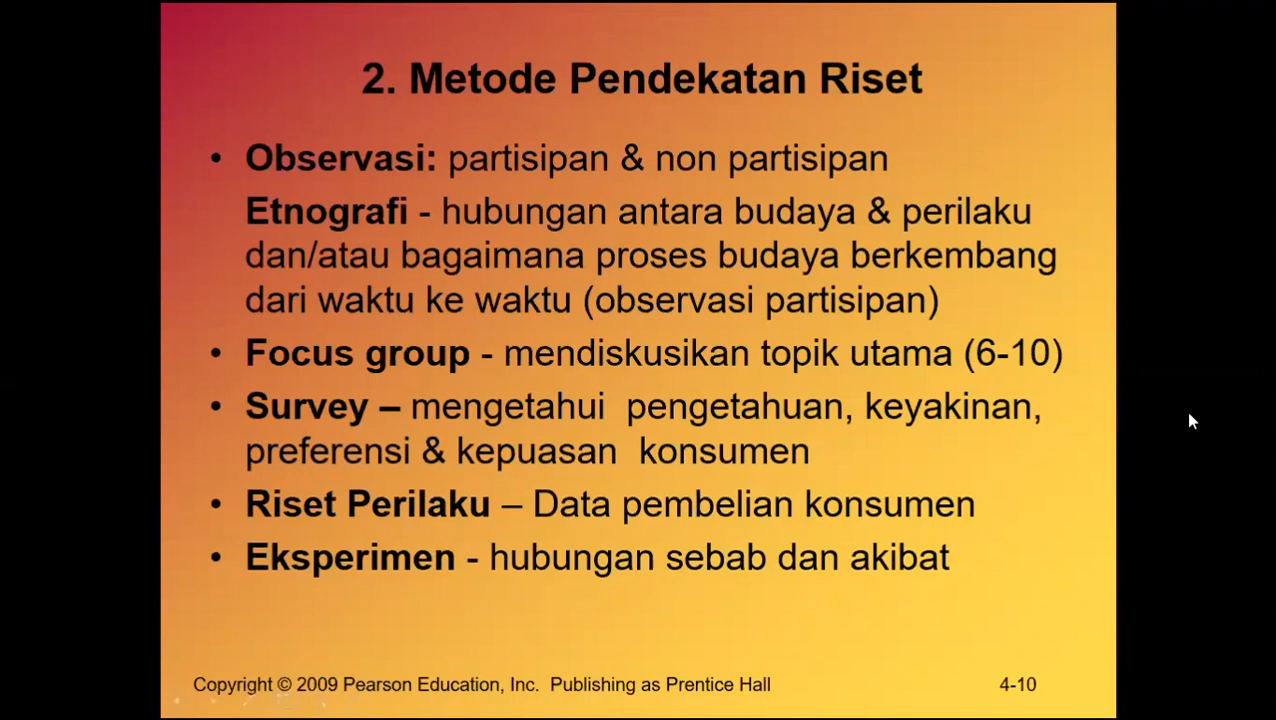 2. Metode Pendekatan Riset
• Observasi: partisipan & non partisipan
Etnografi - hubungan antara budaya & perilaku
dan/atau bagaimana proses budaya berkembang
dari waktu ke waktu (observasi partisipan)
• Focus group - mendiskusikan topik utama (6-10)
• Survey – mengetahui  pengetahuan, keyakinan,
preferensi & kepuasan  konsumen
• Riset Perilaku – Data pembelian konsumen
• Eksperimen - hubungan sebab dan akibat
Copyright © 2009 Pearson Education, Inc.  Publishing as Prentice Hall
4-10